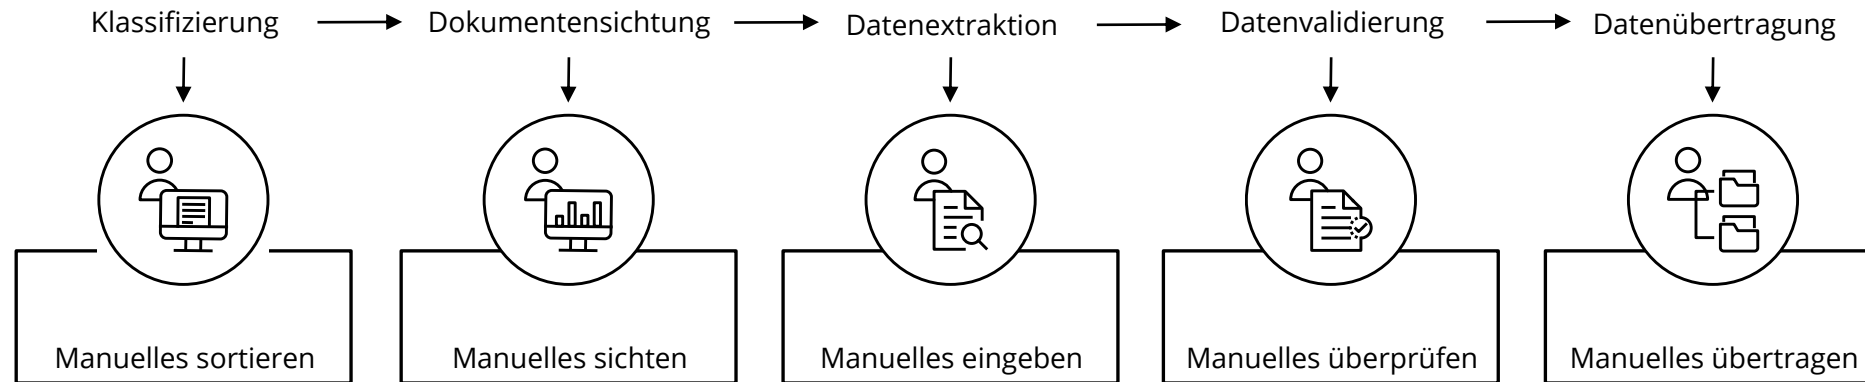 Klassifizierung
Dokumentensichtung
Datenextraktion
Datenvalidierung
Datenübertragung
Manuelles sortieren
Manuelles sichten
Manuelles eingeben
Manuelles überprüfen
Manuelles übertragen